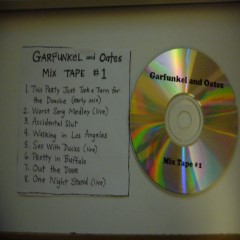 GARFUNKEL and OATES
MIX TAPE #1
1. This Party Just Took a Turn for
the Douche (early mix)
2. Worst Song Medley (live)
3. Accidental Slut
4. Walking in Los Angeles
5. Sex With Ducks (live)
6. Pretty in Buffalo
7. Out the Door
8. One Night Stand (live)
Garfunkel and Oates
Mix Tape #1